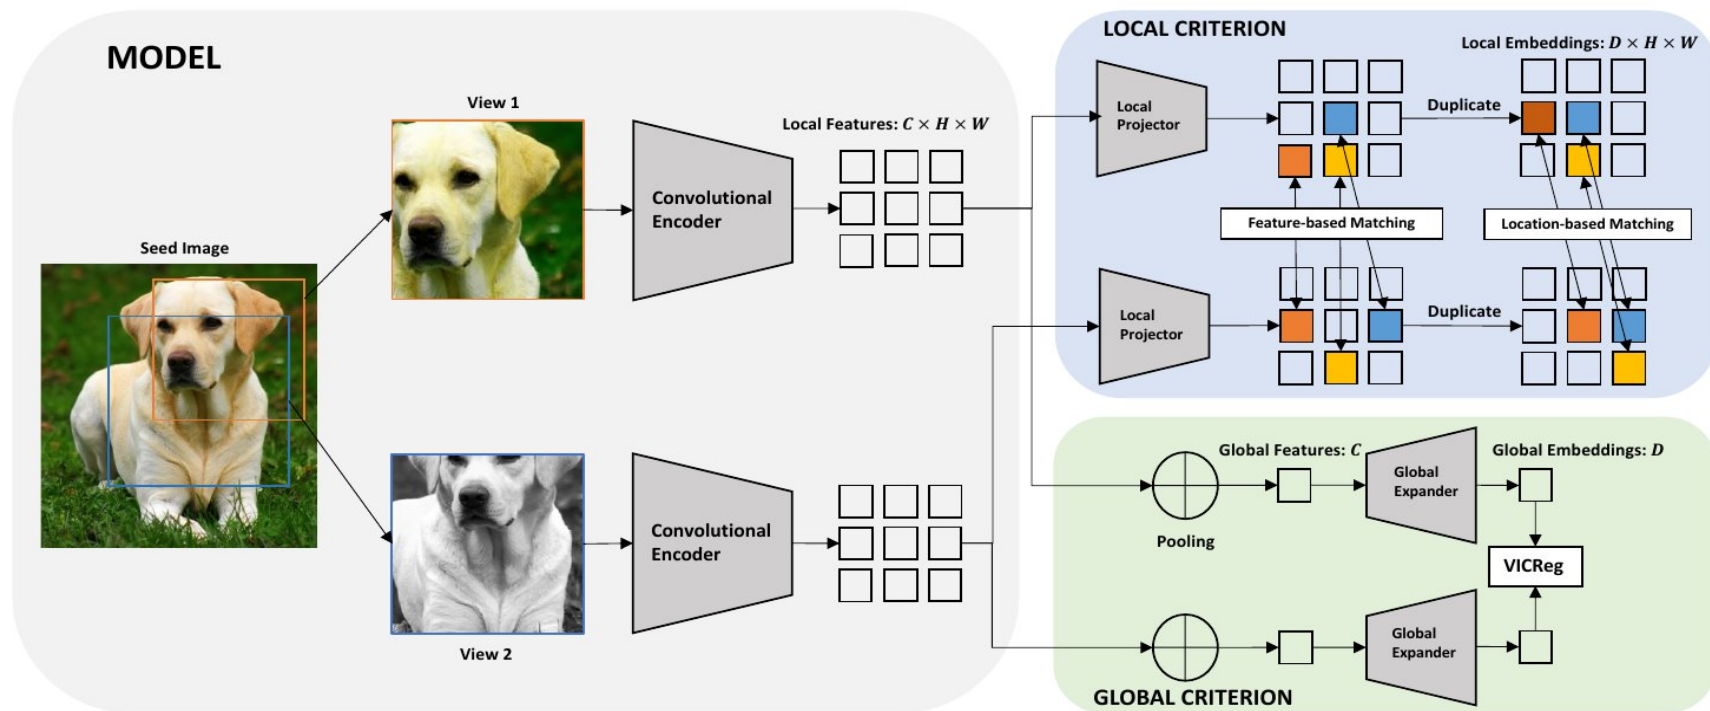 MODEL
Seed Image
View 1
Convolutional
Encoder
Local Features: C × H × W
View 2
Convolutional
Encoder
LOCAL CRITERION
Local Embeddings: D × H × W
Local
Projector
Duplicate
Feature-based Matching
Location-based Matching
Local
Projector
Duplicate
Global Features: C
Global
Expander
Global Embeddings: D
Pooling
VICReg
Global
Expander
GLOBAL CRITERION